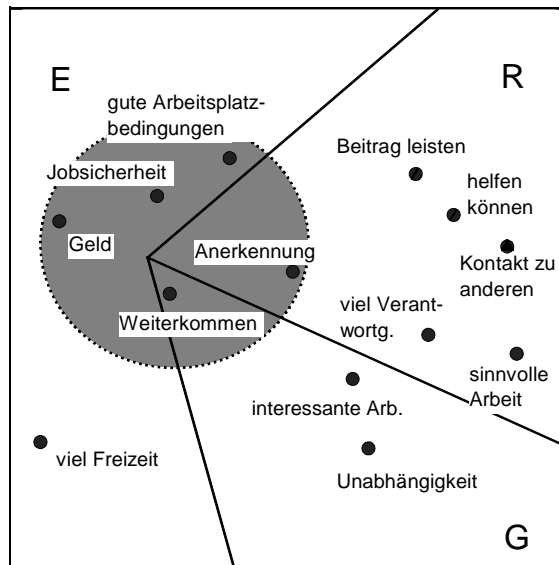 E
R
gute Arbeitsplatz-
bedingungen
Beitrag leisten
Jobsicherheit
helfen
können
Geld
Anerkennung
Kontakt zu
anderen
viel Verant-
wortg.
Weiterkommen
sinnvolle
Arbeit
interessante Arb.
viel Freizeit
Unabhängigkeit
G